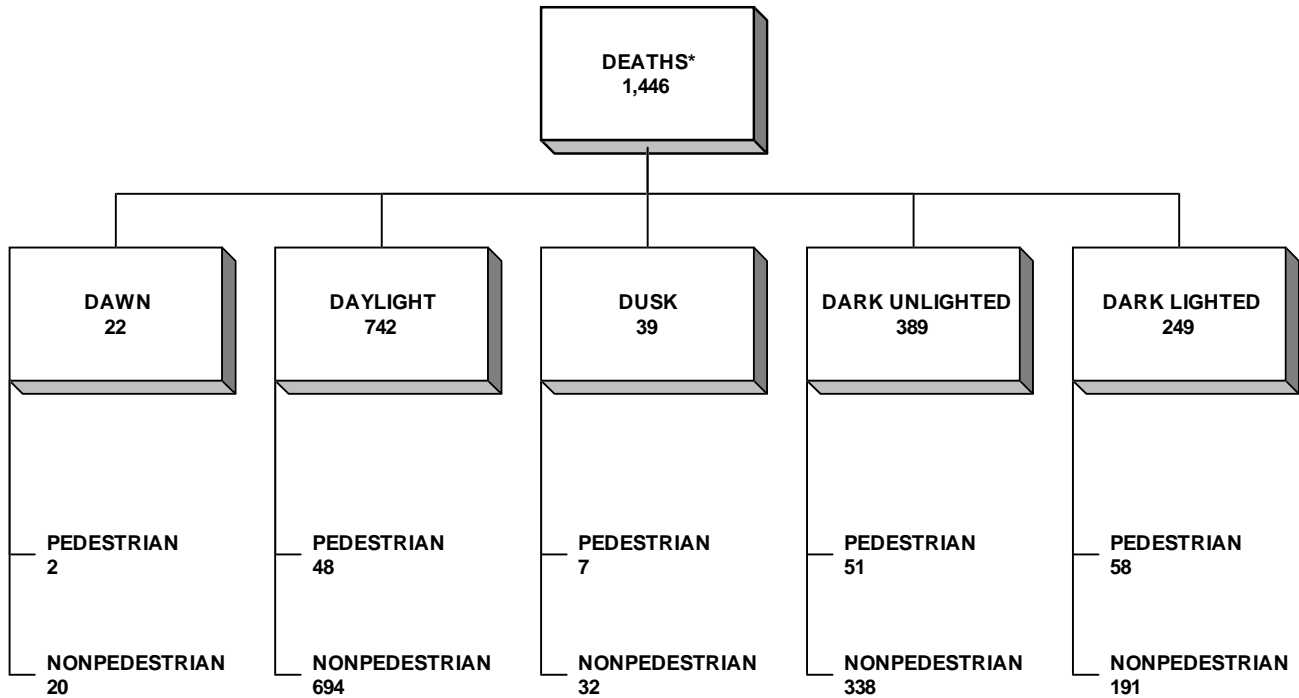 DEATHS*
1,446
DAWN
22
DAYLIGHT
742
DUSK
39
DARK UNLIGHTED
389
DARK LIGHTED
249
PEDESTRIAN
2
PEDESTRIAN
48
PEDESTRIAN
7
PEDESTRIAN
51
PEDESTRIAN
58
NONPEDESTRIAN
20
NONPEDESTRIAN
694
NONPEDESTRIAN
32
NONPEDESTRIAN
338
NONPEDESTRIAN
191